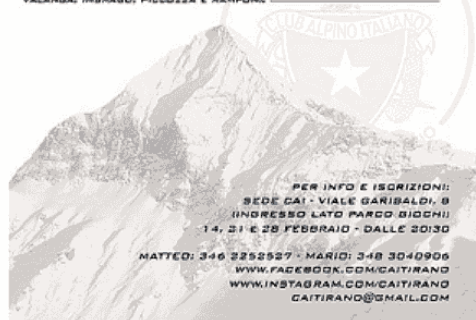 VALANGA, IMBRAGO, PICCOZZA E RAMPONI.
CLUB ALPINO ITALIANO
PER INFO E ISCRIZIONI:
SEDE CAI - VIALE GARIBALDI, 8
(INGRESSO LATO PARCO GIOCHI)
14, 21 E 28 FEBBRAIO - DALLE 20:30
MATTEO: 346 2252527 - MARIO: 348 3040906
WWW.FACEBOOK.COM/CAITIRANO
WWW.INSTAGRAM.COM/CAITIRANO
CAITIRANO@GMAIL.COM